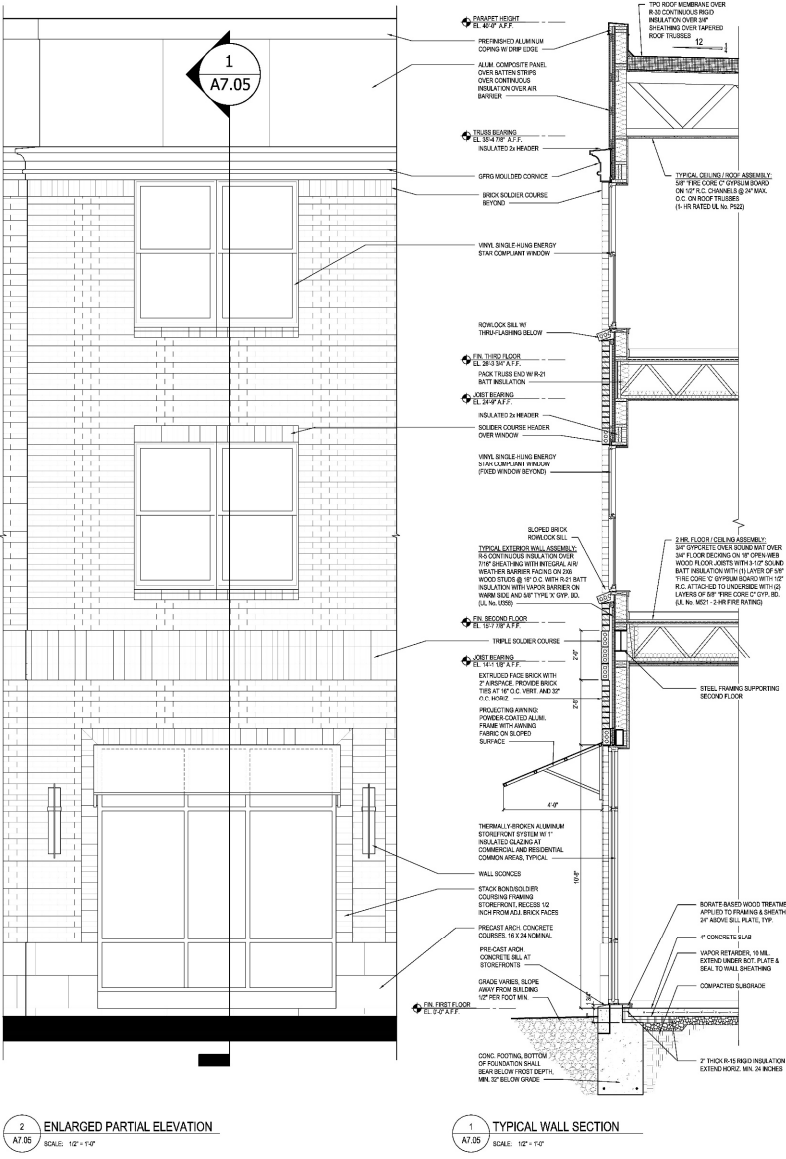 TPO ROOF MEMBRANE OVER
R-30 CONTINUOUS RIGID
INSULATION OVER 3/4"
SHEATHING OVER TAPERED
ROOF TRUSSES
12
1
A7.05
PARAPET HEIGHT
EL. 40'-0" A.F.F.
PREFINISHED ALUMINUM
COPING W/ DRIP EDGE
ALUM. COMPOSITE PANEL
OVER BATTEN STRIPS
OVER CONTINUOUS
INSULATION OVER AIR
BARRIER
TRUSS BEARING
EL. 35'-4 7/8" A.F.F.
INSULATED 2x HEADER
GFRG MOULDED CORNICE
BRICK SOLDIER COURSE
BEYOND
TYPICAL CEILING / ROOF ASSEMBLY:
5/8" "FIRE CORE C" GYPSUM BOARD
ON 1/2" R.C. CHANNELS @ 24" MAX.
O.C. ON ROOF TRUSSES
(1- HR RATED UL No. P522)
VINYL SINGLE-HUNG ENERGY
STAR COMPLIANT WINDOW
ROWLOCK SILL W/
THRU-FLASHING BELOW
FIN. THIRD FLOOR
EL. 26'-3 3/4" A.F.F.
PACK TRUSS END W/ R-21
BATT INSULATION
JOIST BEARING
EL. 24'-9" A.F.F.
INSULATED 2x HEADER
SOLIDER COURSE HEADER
OVER WINDOW
VINYL SINGLE-HUNG ENERGY
STAR COMPLIANT WINDOW
(FIXED WINDOW BEYOND)
SLOPED BRICK
ROWLOCK SILL
TYPICAL EXTERIOR WALL ASSEMBLY:
R-5 CONTINUOUS INSULATION OVER
7/16" SHEATHING WITH INTEGRAL AIR/
WEATHER BARRIER FACING ON 2X6
WOOD STUDS @ 16" O.C. WITH R-21 BATT
INSULATION WITH VAPOR BARRIER ON
WARM SIDE AND 5/8" TYPE 'X' GYP. BD.
(UL No. U356)
2 HR. FLOOR / CEILING ASSEMBLY:
3/4" GYPCRETE OVER SOUND MAT OVER
3/4" FLOOR DECKING ON 18" OPEN-WEB
WOOD FLOOR JOISTS WITH 3-1/2" SOUND
BATT INSULATION WITH (1) LAYER OF 5/8"
"FIRE CORE 'C' GYPSUM BOARD WITH 1/2"
R.C. ATTACHED TO UNDERSIDE WITH (2)
LAYERS OF 5/8" "FIRE CORE C" GYP. BD.
(UL No. M521 - 2-HR FIRE RATING)
FIN. SECOND FLOOR
EL. 15'-7 7/8" A.F.F.
TRIPLE SOLDIER COURSE
JOIST BEARING
EL. 14'-1 1/8" A.F.F.
EXTRUDED FACE BRICK WITH
2" AIRSPACE. PROVIDE BRICK
TIES AT 16" O.C. VERT. AND 32"
O.C. HORIZ.
STEEL FRAMING SUPPORTING
SECOND FLOOR
PROJECTING AWNING:
POWDER-COATED ALUM.
FRAME WITH AWNING
FABRIC ON SLOPED
SURFACE
4'-0"
THERMALLY-BROKEN ALUMINUM
STOREFRONT SYSTEM W/ 1"
INSULATED GLAZING AT
COMMERCIAL AND RESIDENTIAL
COMMON AREAS, TYPICAL
WALL SCONCES
10'-8"
STACK BOND/SOLDIER
COURSING FRAMING
STOREFRONT, RECESS 1/2
INCH FROM ADJ. BRICK FACES
PRECAST ARCH. CONCRETE
COURSES. 16 X 24 NOMINAL
PRE-CAST ARCH.
CONCRETE SILL AT
STOREFRONTS
GRADE VARIES, SLOPE
AWAY FROM BUILDING
1/2" PER FOOT MIN.
BORATE-BASED WOOD TREATME
APPLIED TO FRAMING & SHEATH
24" ABOVE SILL PLATE, TYP.
4" CONCRETE SLAB
VAPOR RETARDER, 10 MIL.
EXTEND UNDER BOT. PLATE &
SEAL TO WALL SHEATHING
COMPACTED SUBGRADE
FIN. FIRST FLOOR
EL. 0'-0" A.F.F.
CONC. FOOTING, BOTTOM
OF FOUNDATION SHALL
BEAR BELOW FROST DEPTH,
MIN. 32" BELOW GRADE
2" THICK R-15 RIGID INSULATION
EXTEND HORIZ. MIN. 24 INCHES
2
A7.05
ENLARGED PARTIAL ELEVATION
SCALE: 1/2" = 1'-0"
1
A7.05
TYPICAL WALL SECTION
SCALE: 1/2" = 1'-0"